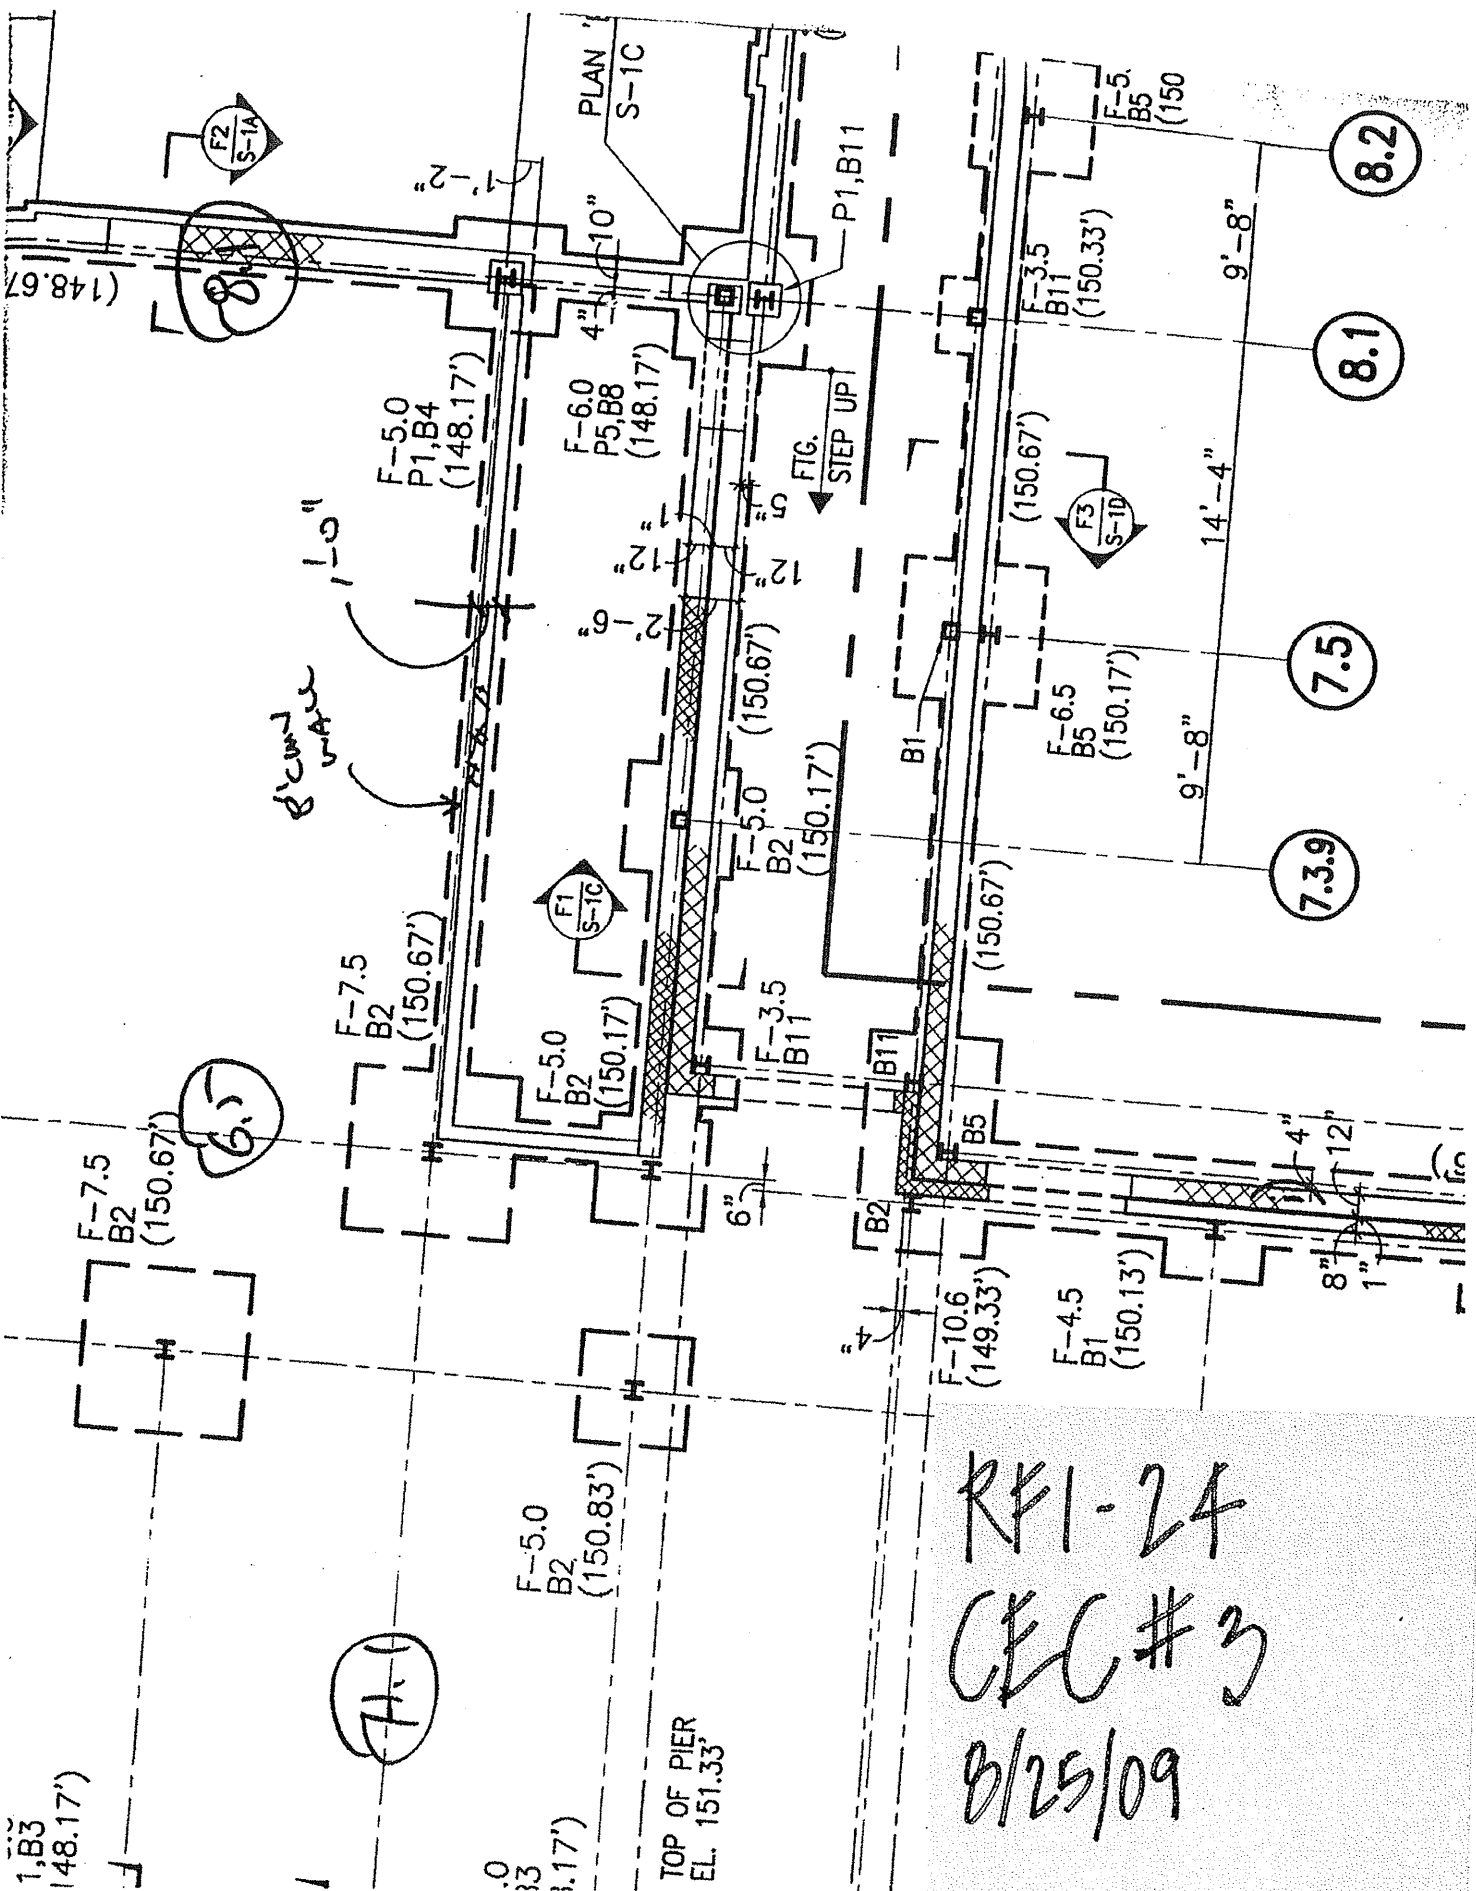 PLAN
S-1C
F2
S-1A
1'-2"
(148.67
10"
4"
P1,B11
F-5.
B5
(150
8.2
9'-8"
F-3.5
B11
(150.33')
8.1
F-5.0
P1,B4
(148.17')
F-6.0
P5,B8
(148.17')
FTG.
STEP UP
(150.67')
F3
S-1D
14'-4"
1'-0"
1"
5"
12"
12"
2'-6"
(150.67')
8" CMU
WALL
B1
F-6.5
B5
(150.17')
7.5
9'-8"
F-5.0
B2
(150.17')
F1
S-1C
7.3.9
(150.67')
F-7.5
B2
(150.67')
F-5.0
B2
(150.17')
F-3.5
B11
B11
B5
F-7.5
B2
(150.67')
6"
B2
4"
12"
8"
1"
4"
F-10.6
(149.33')
F-4.5
B1
(150.13')
F-5.0
B2
(150.83')
1,B3
148.17')
.0
B3
8.17')
TOP OF PIER
EL. 151.33'
RFI-24
CEC #3
8/25/09